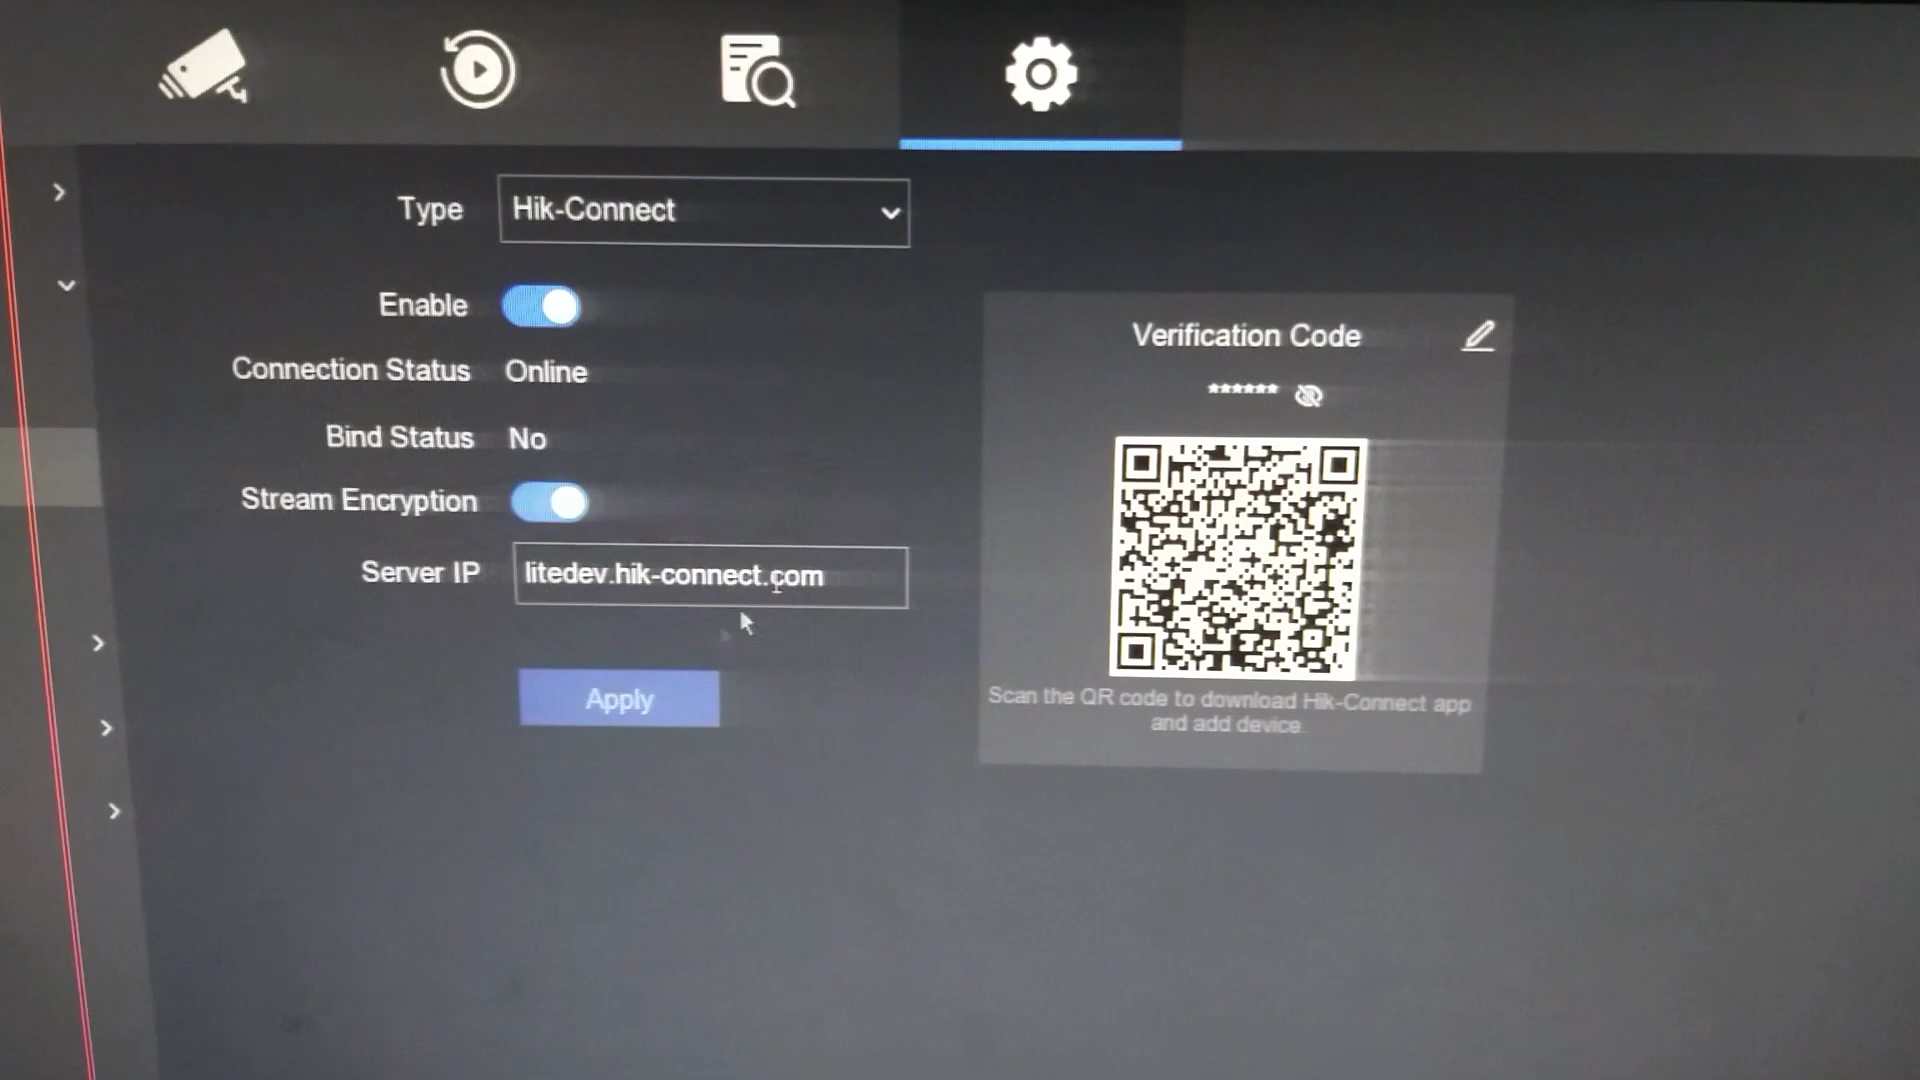 Type Hik-Connect
Enable
Connection Status Online
Bind Status No
Stream Encryption
Server IP litedev.hik-connect.com
Apply
Verification Code
******
Scan the QR code to download Hik-Connect app
and add device.